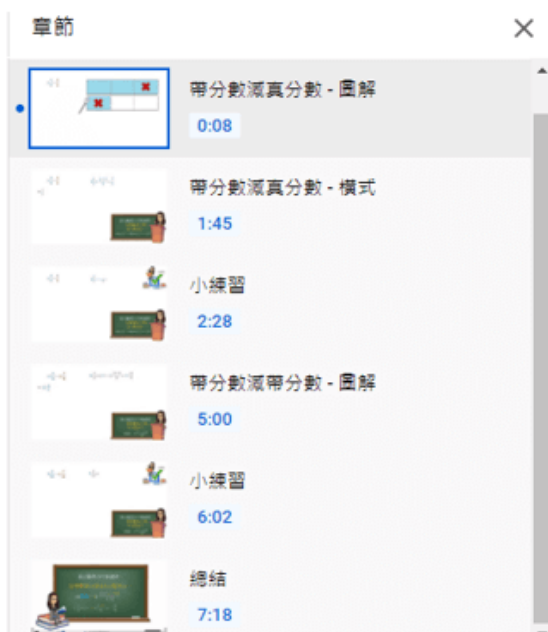 章節
帶分數減真分數 - 圖解
0:08
帶分數減真分數 - 橫式
1:45
小練習
2:28
帶分數減帶分數 - 圖解
5:00
小練習
6:02
總結
7:18